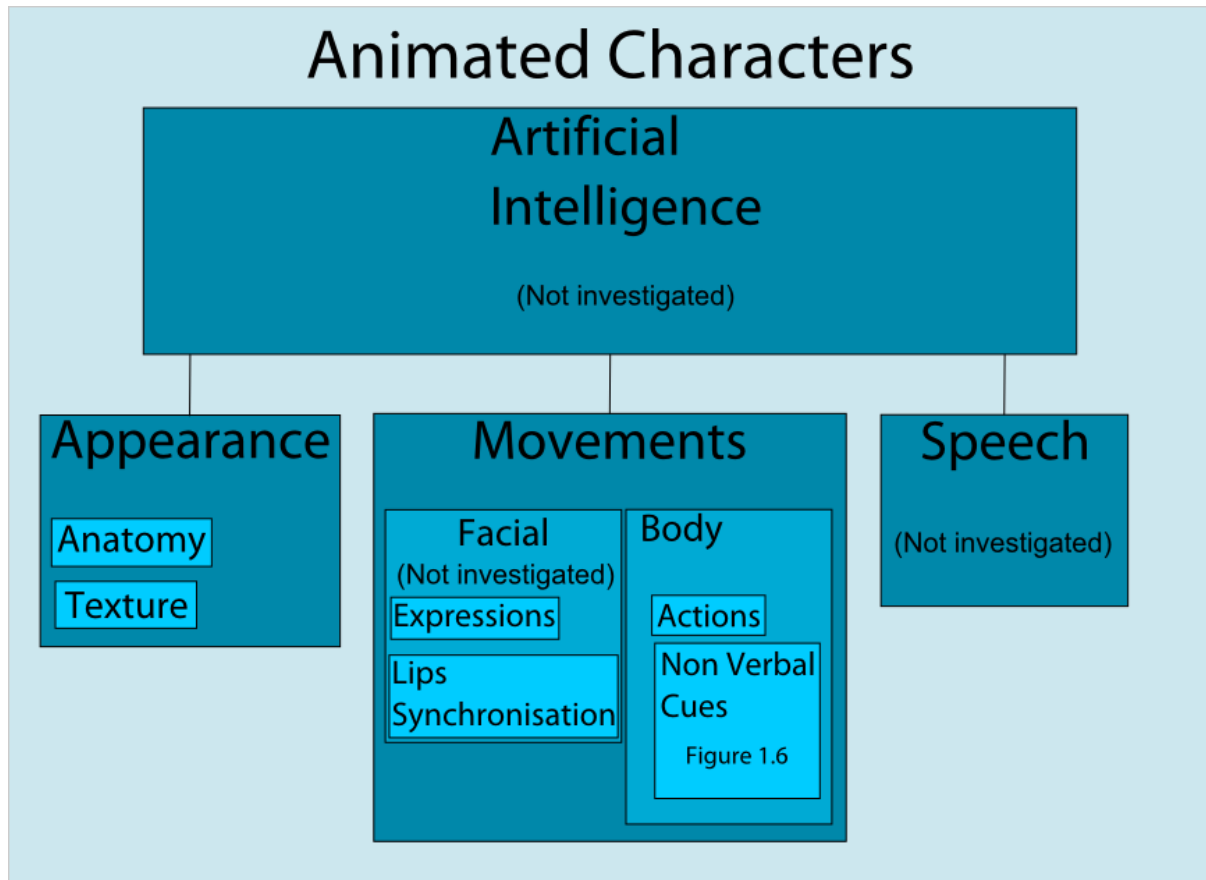 Animated Characters
Artificial
Intelligence
(Not investigated)
Appearance
Anatomy
Texture
Movements
Facial
(Not investigated)
Expressions
Lips
Synchronisation
Body
Actions
Non Verbal
Cues
Figure 1.6
Speech
(Not investigated)